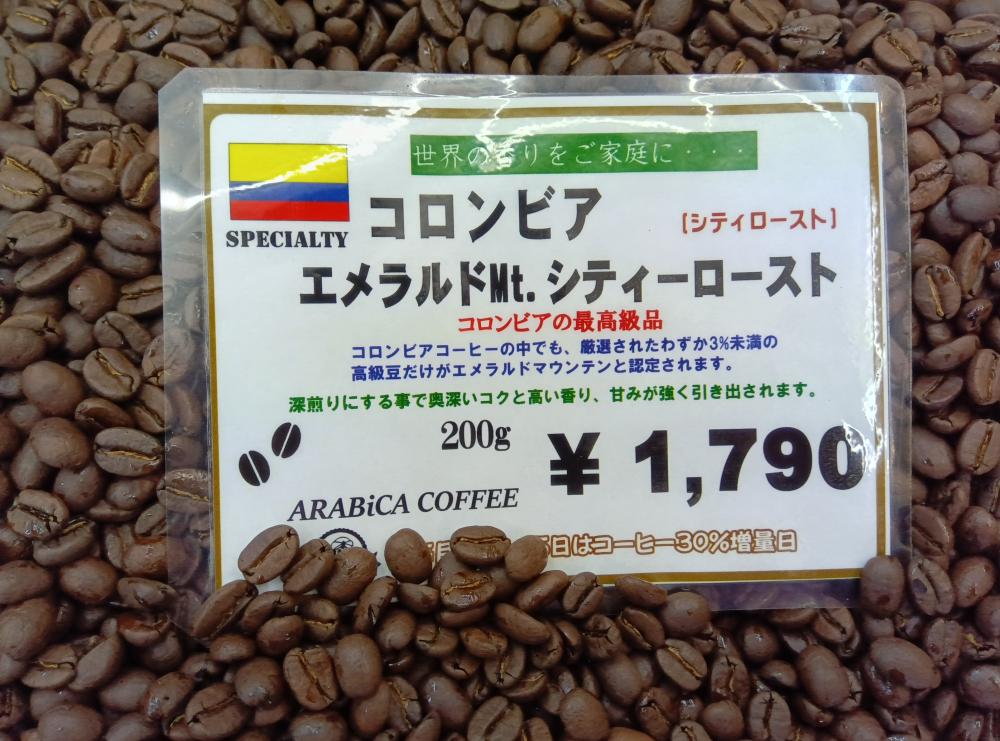 世界の香りをご家庭に・・・
SPECIALTY
コロンビア
[シティロースト]
エメラルドMt.シティーロースト
コロンビアの最高級品
コロンビアコーヒーの中でも、厳選されたわずか3%未満の
高級豆だけがエメラルドマウンテンと認定されます。
深煎りにする事で奥深いコクと高い香り、甘みが強く引き出されます。
200g
¥1,790
ARABiCA COFFEE
日はコーヒー30%増量日